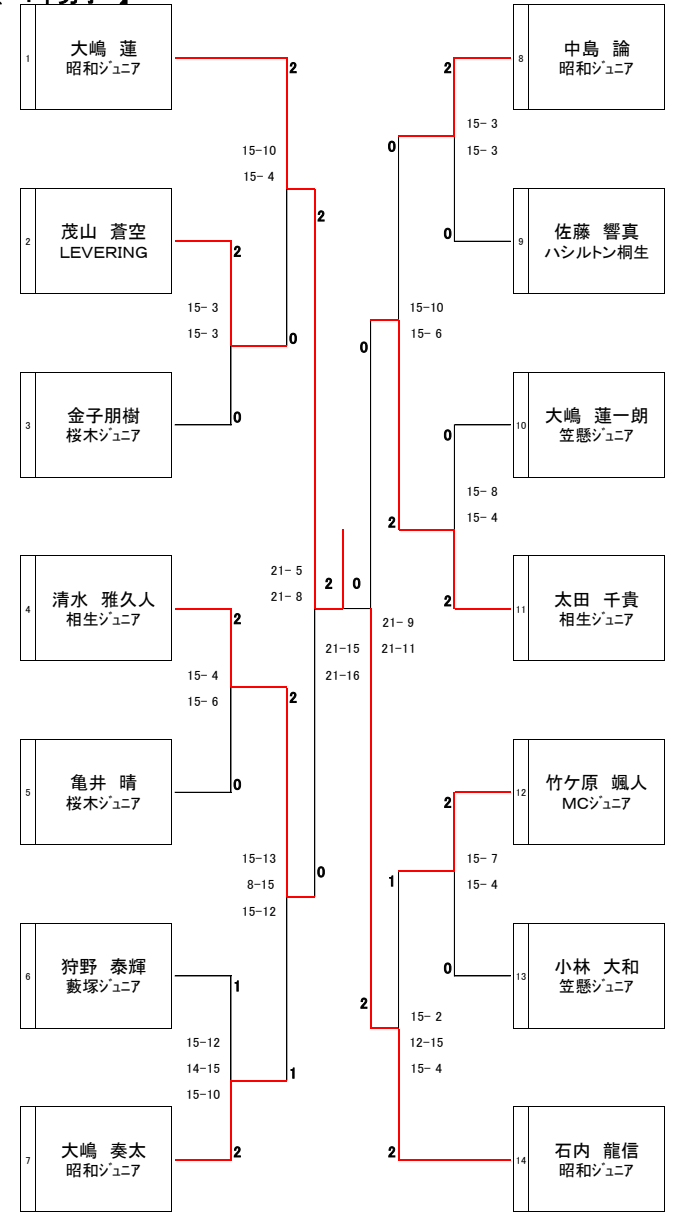 1
大嶋 蓮
昭和ジュニア
2
15-10
15- 4
2
2
茂山 蒼空
LEVERING
2
15- 3
15- 3
0
3
金子朋樹
桜木ジュニア
0
4
清水 雅久人
相生ジュニア
2
15- 4
15- 6
2
5
亀井 晴
桜木ジュニア
0
15-13
8-15
15-12
0
6
狩野 泰輝
藪塚ジュニア
1
15-12
14-15
15-10
1
7
大嶋 奏太
昭和ジュニア
2
21- 5
21- 8
2
0
21-15
21-16
21- 9
21-11
8
中島 諭
昭和ジュニア
2
15- 3
15- 3
0
9
佐藤 響真
ハシルトン桐生
0
15-10
15- 6
0
10
大嶋 蓮一朗
笠懸ジュニア
0
15- 8
15- 4
2
11
太田 千貴
相生ジュニア
2
12
竹ケ原 颯人
MCジュニア
2
15- 7
15- 4
1
13
小林 大和
笠懸ジュニア
0
2
15- 2
12-15
15- 4
14
石内 龍信
昭和ジュニア
2